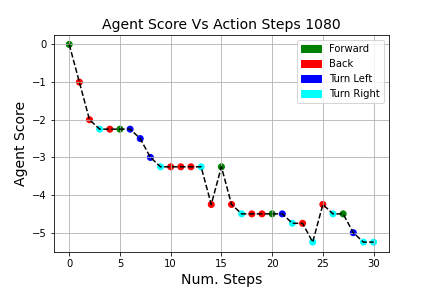 Agent Score Vs Action Steps 1080
Forward
Back
Turn Left
Turn Right
Agent Score
0
−1
−2
−3
−4
−5
0 5 10 15 20 25 30
Num. Steps